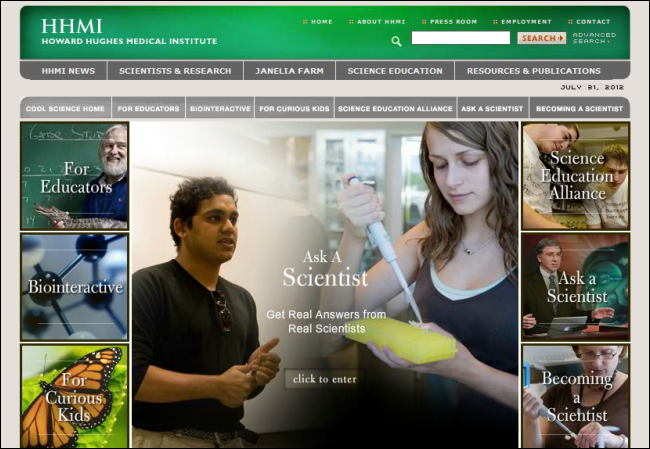 HHMI
HOWARD HUGHES MEDICAL INSTITUTE
HOME ABOUT HHMI PRESS ROOM EMPLOYMENT CONTACT
SEARCH ADVANCED SEARCH
HHMI NEWS SCIENTISTS & RESEARCH JANELIA FARM SCIENCE EDUCATION RESOURCES & PUBLICATIONS
JULY 21, 2012
COOL SCIENCE HOME FOR EDUCATORS BIOINTERACTIVE FOR CURIOUS KIDS SCIENCE EDUCATION ALLIANCE ASK A SCIENTIST BECOMING A SCIENTIST
For
Educators
Biointeractive
For
Curious
Kids
Ask A
Scientist
Get Real Answers from
Real Scientists
click to enter
Science
Education
Alliance
Ask a
Scientist
Becoming
a
Scientist